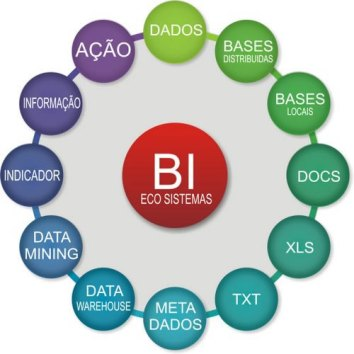 DADOS
BASES
DISTRIBUIDAS
BASES
LOCAIS
DOCS
XLS
TXT
META
DADOS
DATA
WAREHOUSE
DATA
MINING
INDICADOR
INFORMAÇÃO
AÇÃO
BI
ECO SISTEMAS